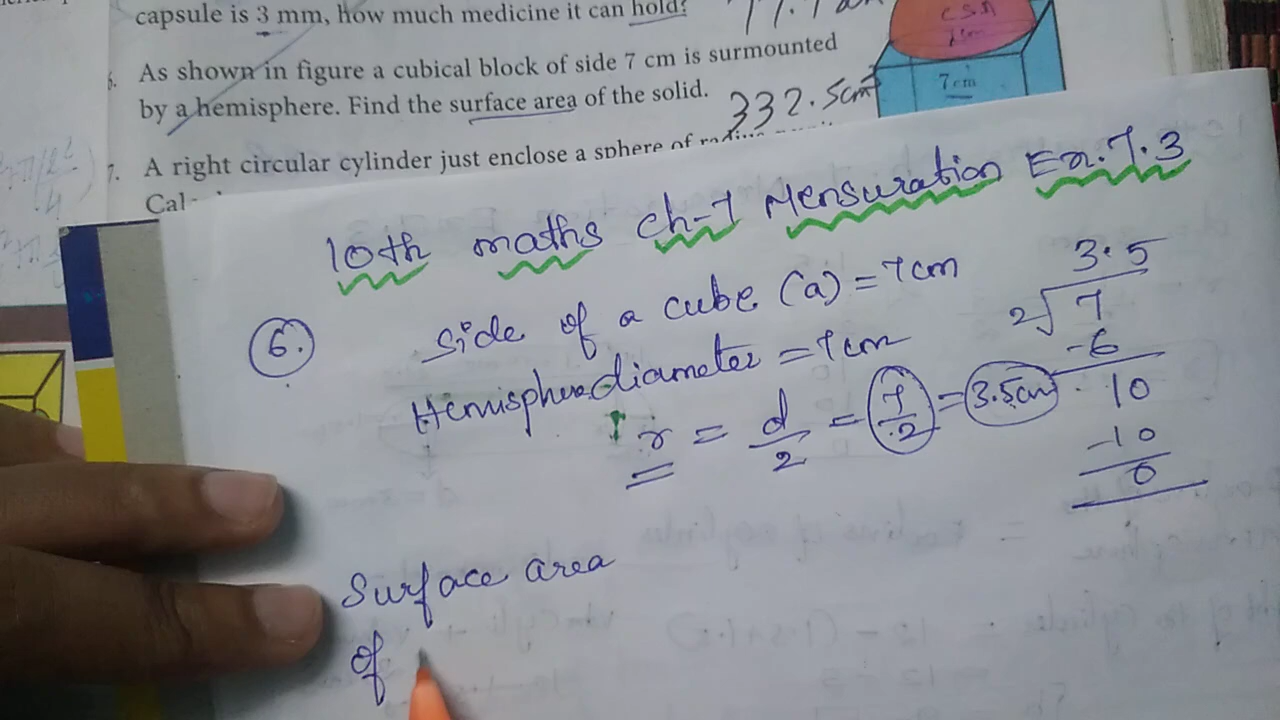 capsule is 3 mm, how much medicine it can hold?
6. As shown in figure a cubical block of side 7 cm is surmounted
by a hemisphere. Find the surface area of the solid.
332.5cm²
CSA
7cm
7. A right circular cylinder just enclose a sphere of
10th maths ch-7 Mensuration Ex.7.3
6. Side of a cube (a) = 7cm
Hemisphere diameter = 7cm
r = d/2 = 7/2 = 3.5cm
3.5
2 7
-6
10
-10
0
Surface area
of